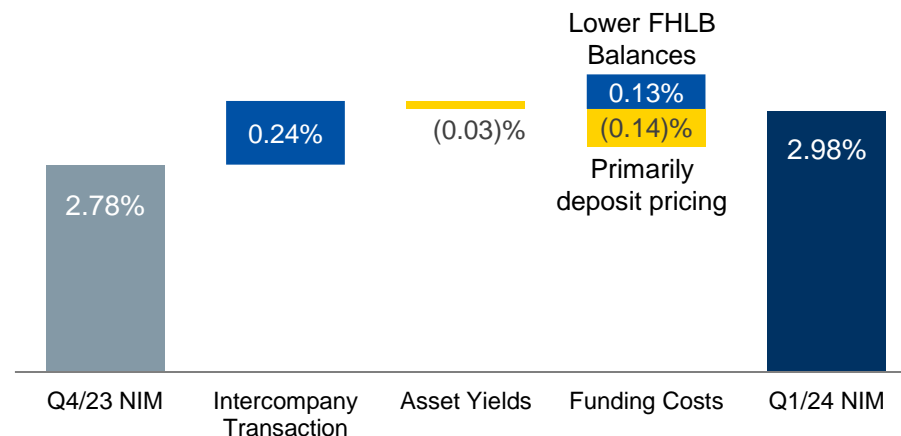 Lower FHLB
Balances
0.13%
0.24%
(0.03)%
(0.14)%
2.98%
Primarily
deposit pricing
2.78%
Q4/23 NIM
Intercompany
Transaction
Asset Yields
Funding Costs
Q1/24 NIM